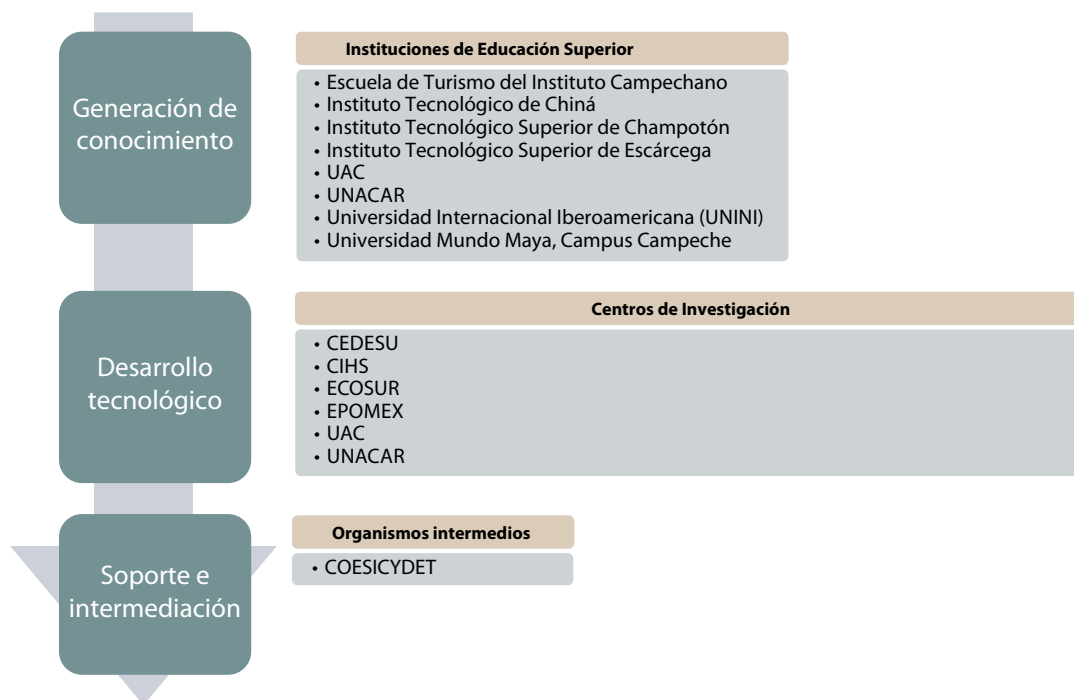 Generación de
conocimiento
Instituciones de Educación Superior
• Escuela de Turismo del Instituto Campechano
• Instituto Tecnológico de Chiná
• Instituto Tecnológico Superior de Champotón
• Instituto Tecnológico Superior de Escárcega
• UAC
• UNACAR
• Universidad Internacional Iberoamericana (UNINI)
• Universidad Mundo Maya, Campus Campeche
Desarrollo
tecnológico
Centros de Investigación
• CEDESU
• CIHS
• ECOSUR
• EPOMEX
• UAC
• UNACAR
Soporte e
intermediación
Organismos intermedios
• COESICYDET